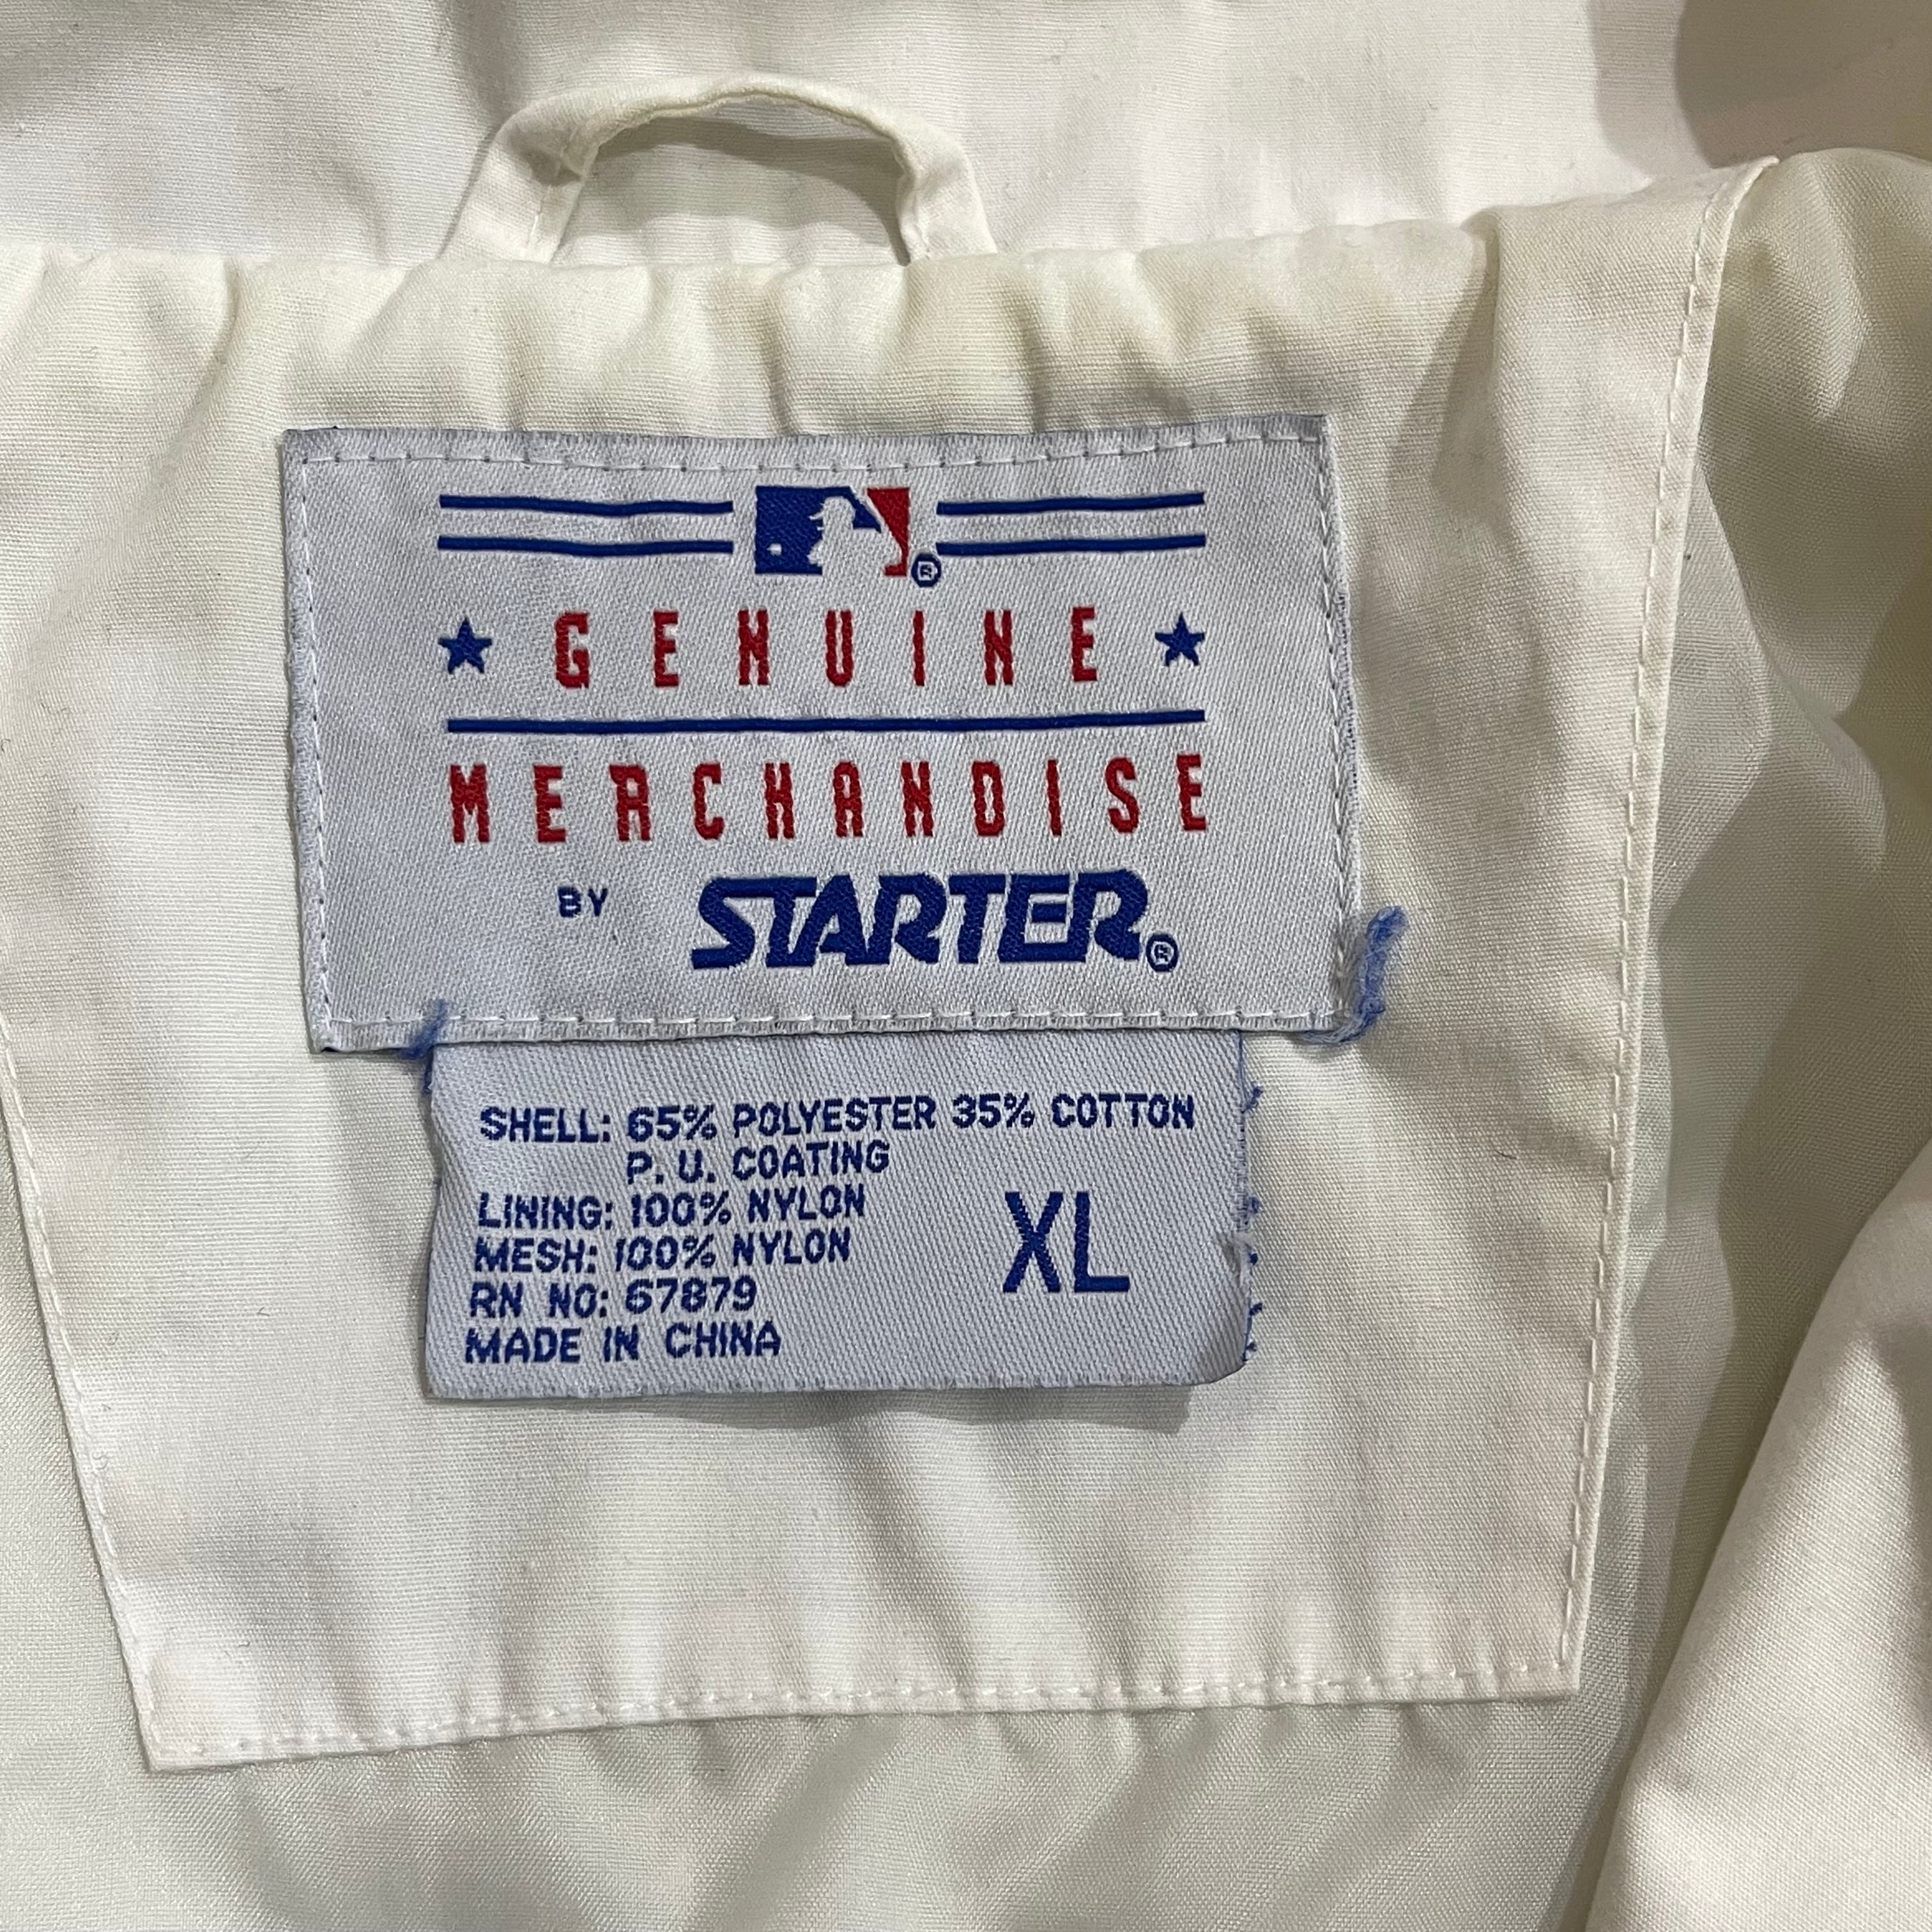 ®
GENUINE
MERCHANDISE
BY STARTER®
SHELL: 65% POLYESTER 35% COTTON
P. U. COATING
LINING: 100% NYLON
MESH: 100% NYLON
XL
RN NO: 67879
MADE IN CHINA